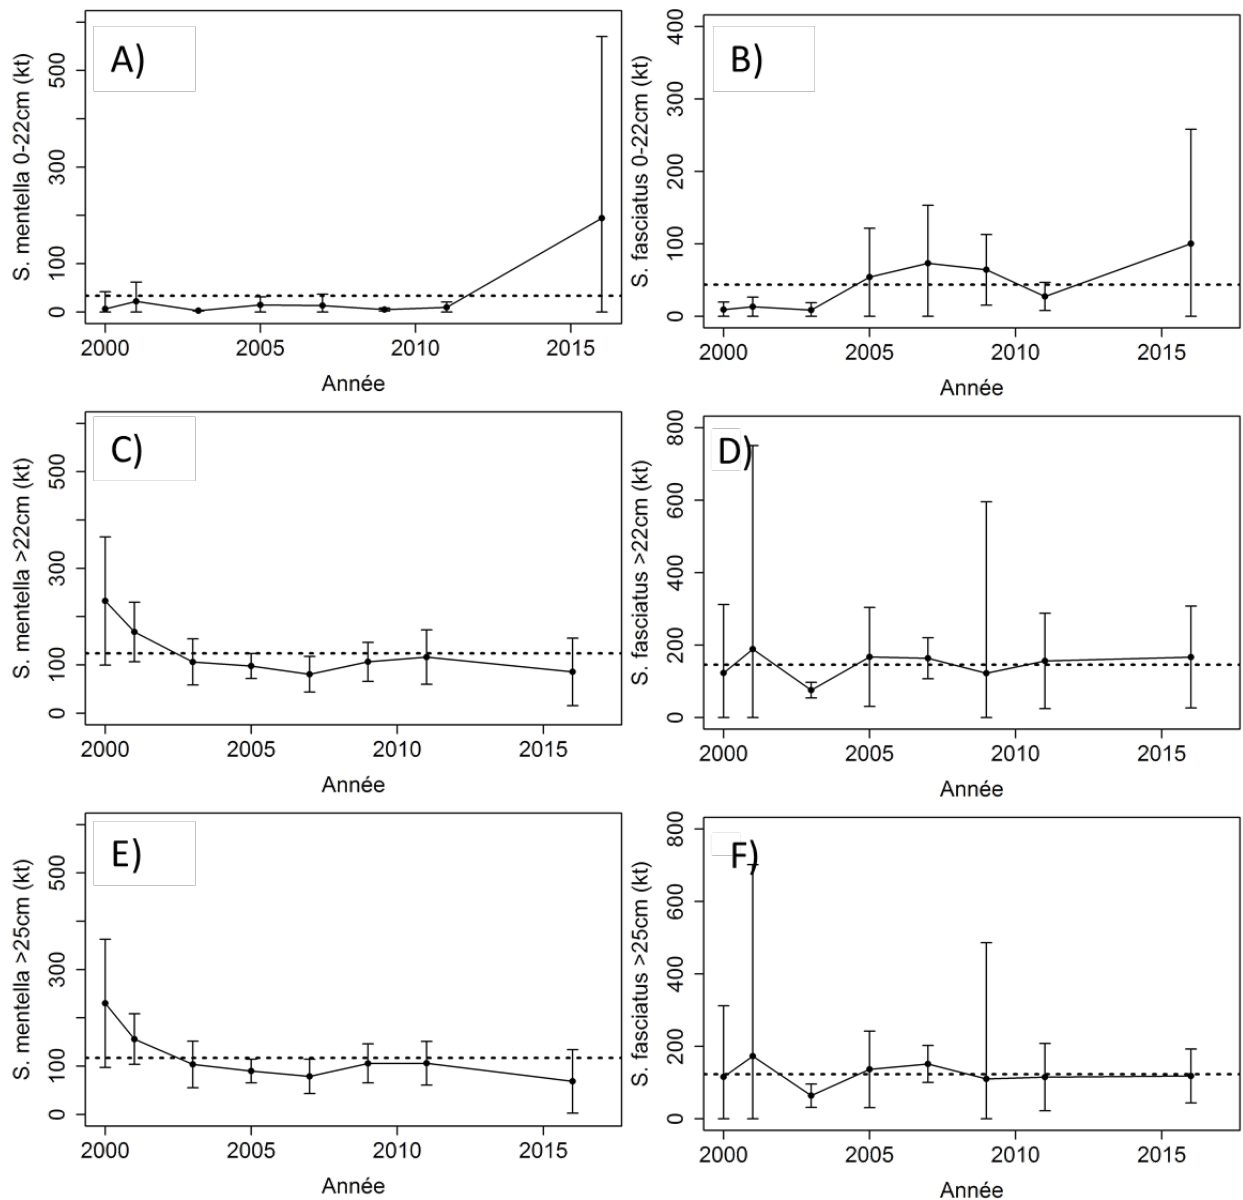 A)
S. mentella 0-22cm (kt)
500
300
100
0
2000 2005 2010 2015
Année
B)
S. fasciatus 0-22cm (kt)
400
300
200
100
0
2000 2005 2010 2015
Année
C)
S. mentella >22cm (kt)
500
300
100
0
2000 2005 2010 2015
Année
D)
S. fasciatus >22cm (kt)
800
600
400
200
0
2000 2005 2010 2015
Année
E)
S. mentella >25cm (kt)
500
300
100
0
2000 2005 2010 2015
Année
F)
S. fasciatus >25cm (kt)
800
600
400
200
0
2000 2005 2010 2015
Année